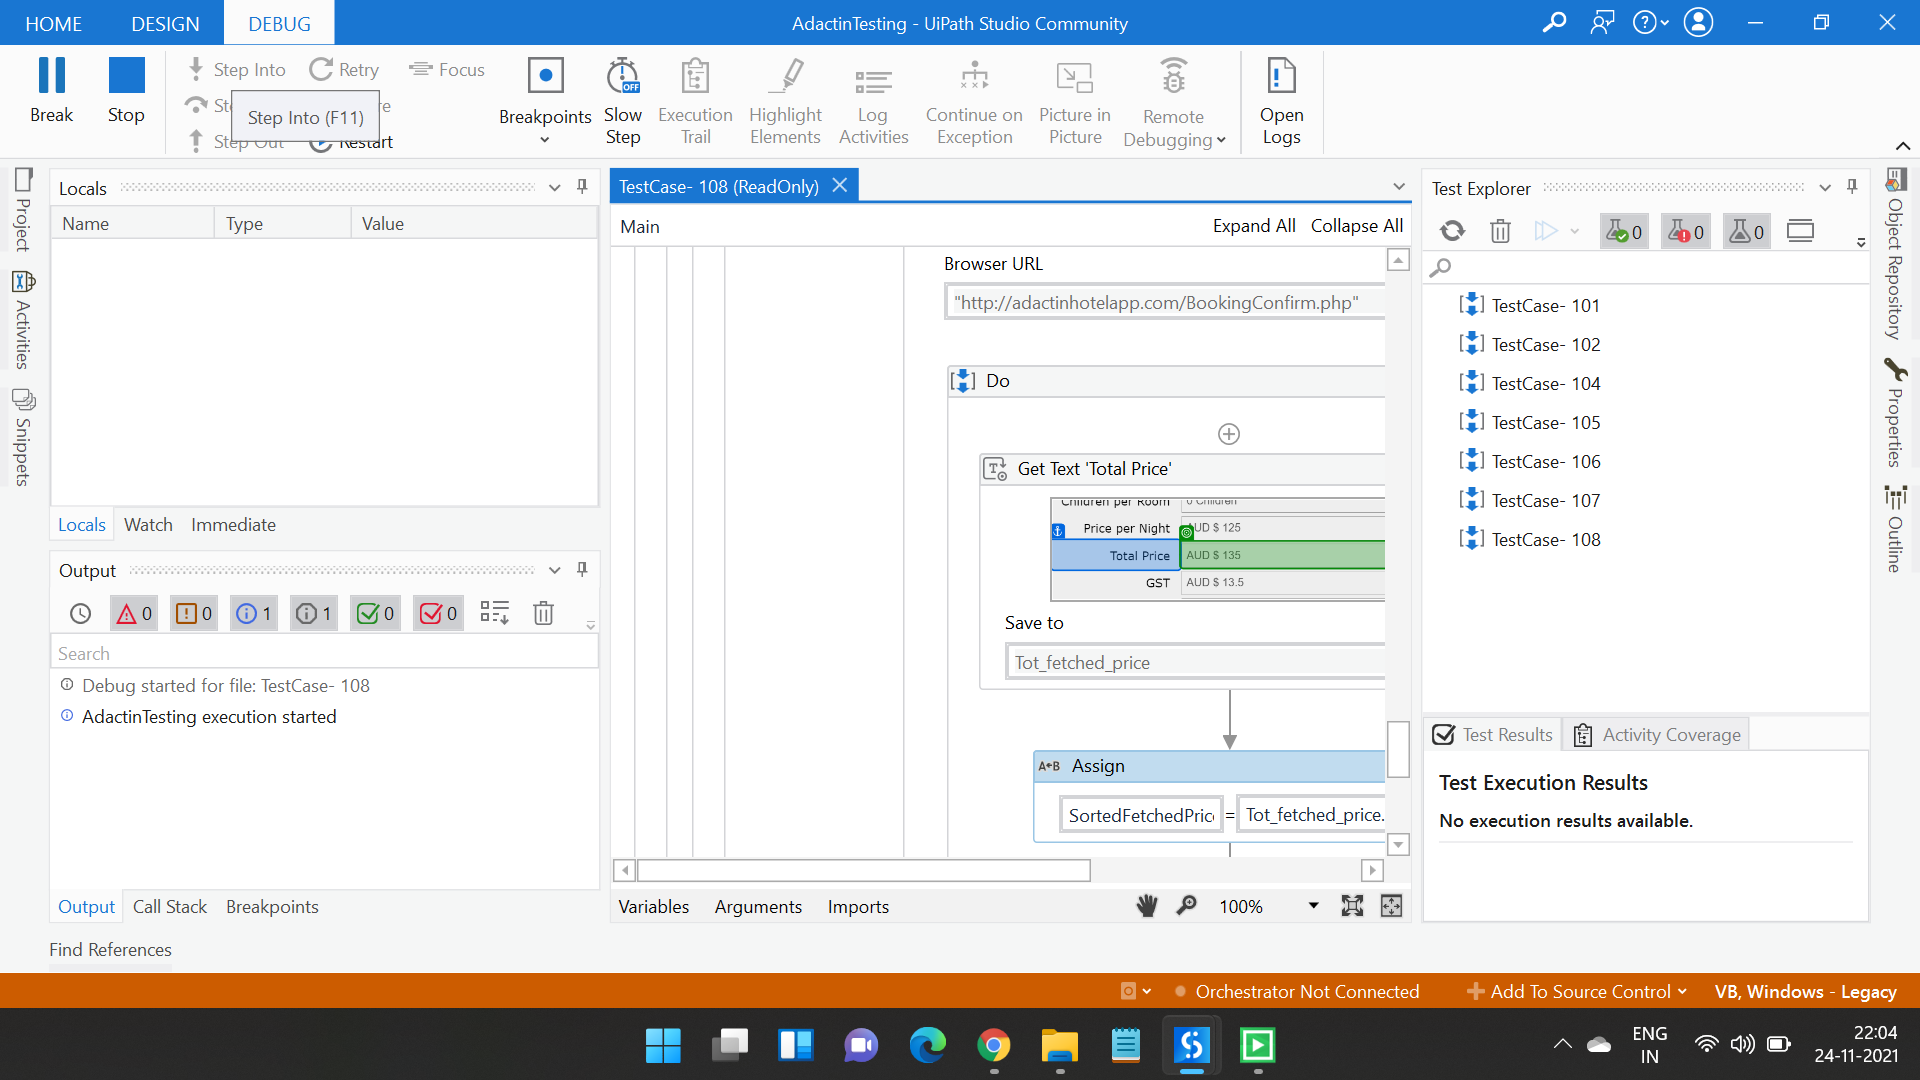 HOME DESIGN DEBUG
AdactinTesting - UiPath Studio Community
Break
Stop
Step Into
Retry
Focus
Step Into (F11)
Step Out
Restart
Breakpoints
Slow Step
Execution Trail
Highlight Elements
Log Activities
Continue on Exception
Picture in Picture
Remote Debugging
Open Logs
Project
Activities
Snippets
Locals
Name Type Value
Locals Watch Immediate
Output
0 0 1 1 0 0
Search
Debug started for file: TestCase- 108
AdactinTesting execution started
Output Call Stack Breakpoints
Find References
TestCase- 108 (ReadOnly)
Main
Expand All Collapse All
Browser URL
"http://adactinhotelapp.com/BookingConfirm.php"
Do
Get Text 'Total Price'
Children per Room 0 Children
Price per Night AUD $ 125
Total Price AUD $ 135
GST AUD $ 13.5
Save to
Tot_fetched_price
A+B Assign
SortedFetchedPric = Tot_fetched_price.
Variables Arguments Imports
100%
Test Explorer
0 0 0
TestCase- 101
TestCase- 102
TestCase- 104
TestCase- 105
TestCase- 106
TestCase- 107
TestCase- 108
Test Results Activity Coverage
Test Execution Results
No execution results available.
Object Repository
Properties
Outline
Orchestrator Not Connected
Add To Source Control
VB, Windows - Legacy
ENG
IN
22:04
24-11-2021